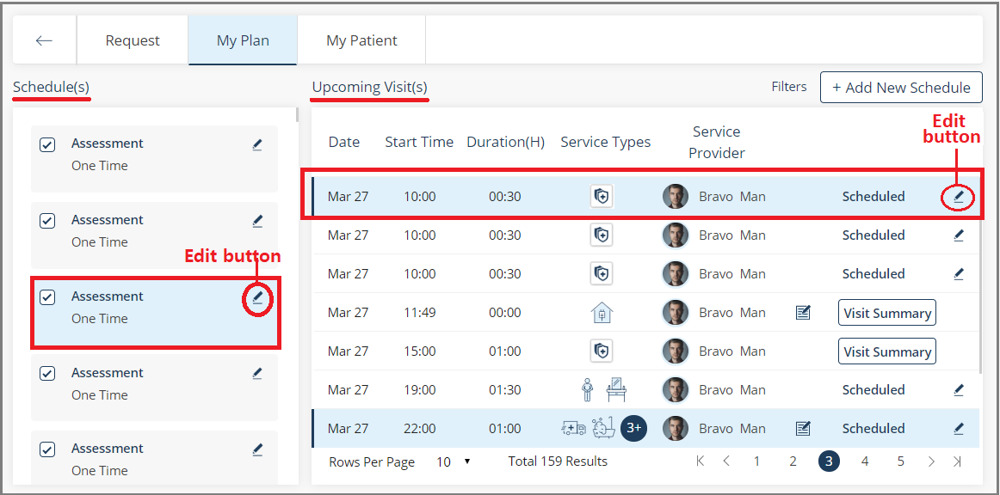 Request
My Plan
My Patient
Schedule(s)
Upcoming Visit(s)
Filters
+ Add New Schedule
Assessment
One Time
Assessment
One Time
Edit button
Assessment
One Time
Assessment
One Time
Assessment
One Time
Edit
button
Date Start Time Duration(H) Service Types Service
Provider
Mar 27 10:00 00:30 Bravo Man Scheduled
Mar 27 10:00 00:30 Bravo Man Scheduled
Mar 27 10:00 00:30 Bravo Man Scheduled
Mar 27 11:49 00:00 Bravo Man Visit Summary
Mar 27 15:00 01:00 Bravo Man Visit Summary
Mar 27 19:00 01:30 Bravo Man Scheduled
Mar 27 22:00 01:00 3+ Bravo Man Scheduled
Rows Per Page 10 Total 159 Results 1 2 3 4 5